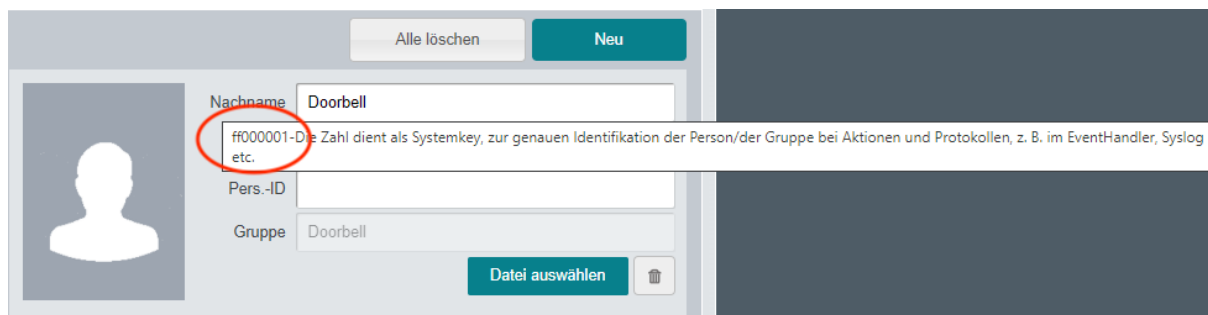 Alle löschen
Neu
Nachname
Doorbell
ff000001-Die Zahl dient als Systemkey, zur genauen Identifikation der Person/der Gruppe bei Aktionen und Protokollen, z. B. im EventHandler, Syslog
etc.
Pers.-ID
Gruppe
Doorbell
Datei auswählen